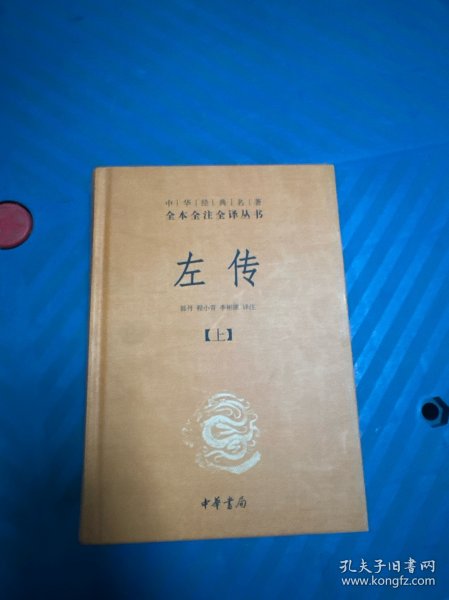 中华经典名著
全本全注全译丛书
左传
郭丹 程小青 李彬源 译注
【上】
中華書局
孔夫子旧书网
www.kongfz.com